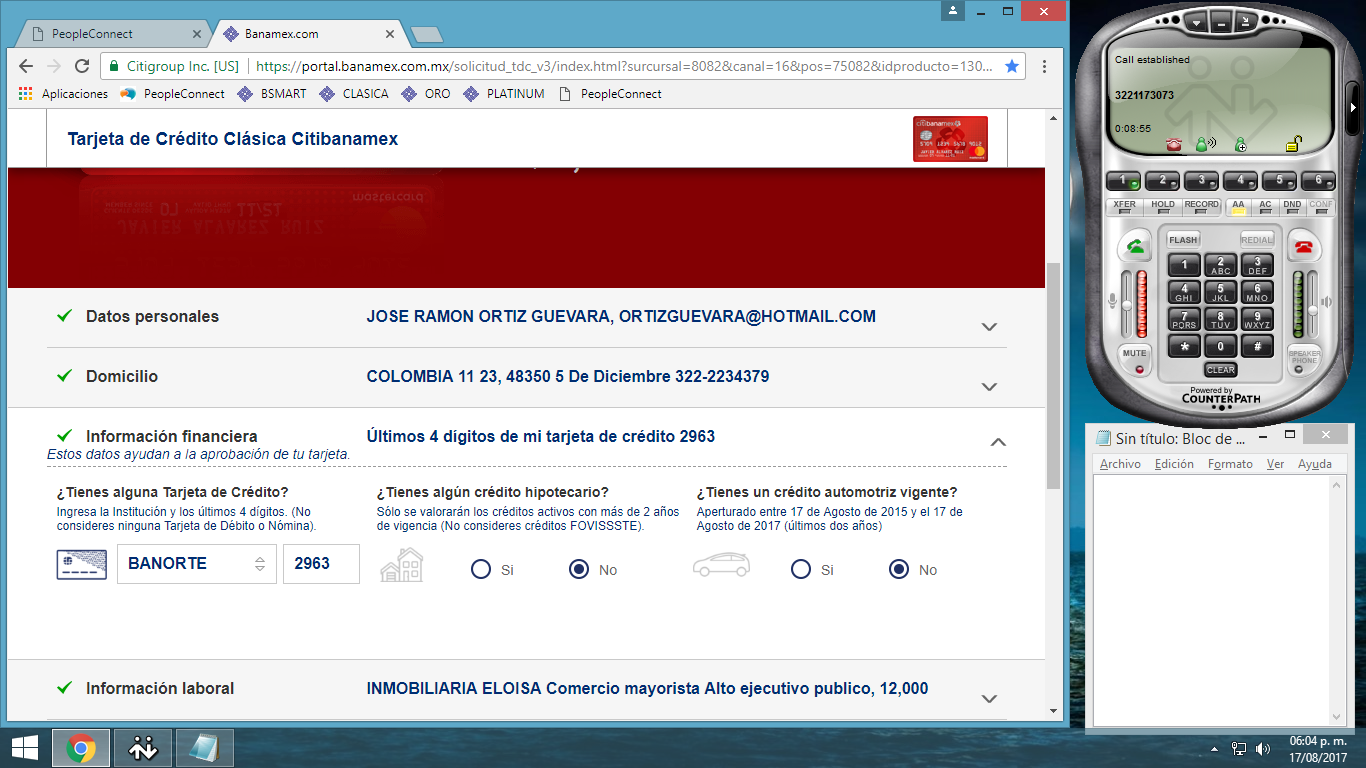 PeopleConnect
Banamex.com
Citigroup Inc. [US]
https://portal.banamex.com.mx/solicitud_tdc_v3/index.html?surcursal=8082&canal=16&pos=75082&idproducto=130...
Aplicaciones PeopleConnect BSMART CLASICA ORO PLATINUM PeopleConnect
Tarjeta de Crédito Clásica Citibanamex
citibanamex
JAVIER ALVAREZ RUIZ
Datos personales JOSE RAMON ORTIZ GUEVARA, ORTIZGUEVARA@HOTMAIL.COM
Domicilio COLOMBIA 11 23, 48350 5 De Diciembre 322-2234379
Información financiera Últimos 4 dígitos de mi tarjeta de crédito 2963
Estos datos ayudan a la aprobación de tu tarjeta.
¿Tienes alguna Tarjeta de Crédito? ¿Tienes algún crédito hipotecario? ¿Tienes un crédito automotriz vigente?
Ingresa la Institución y los últimos 4 dígitos. (No Sólo se valorarán los créditos activos con más de 2 años Aperturado entre 17 de Agosto de 2015 y el 17 de
consideres ninguna Tarjeta de Débito o Nómina). de vigencia (No consideres créditos FOVISSSTE). Agosto de 2017 (últimos dos años)
BANORTE 2963 Si No Si No
Información laboral INMOBILIARIA ELOISA Comercio mayorista Alto ejecutivo publico, 12,000
Call established
3221173073
0:08:55
1 2 3 4 5 6
XFER HOLD RECORD AA AC DND CONF
FLASH REDIAL
1 2 ABC 3 DEF
4 GHI 5 JKL 6 MNO
7 PQRS 8 TUV 9 WXYZ
* 0 #
MUTE SPEAKER PHONE
CLEAR
Powered by
COUNTERPATH
Sin título: Bloc de ...
Archivo Edición Formato Ver Ayuda
06:04 p. m.
17/08/2017